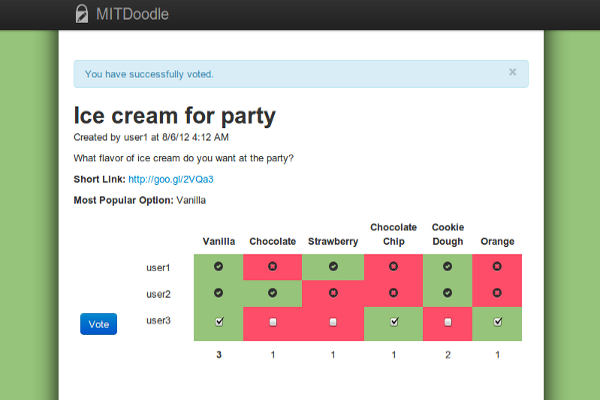 MITDoodle
You have successfully voted.
×
Ice cream for party
Created by user1 at 8/6/12 4:12 AM
What flavor of ice cream do you want at the party?
Short Link: http://goo.gl/2VQa3
Most Popular Option: Vanilla
Vanilla Chocolate Strawberry Chocolate Chip Cookie Dough Orange
user1
user2
Vote user3
3 1 1 1 2 1